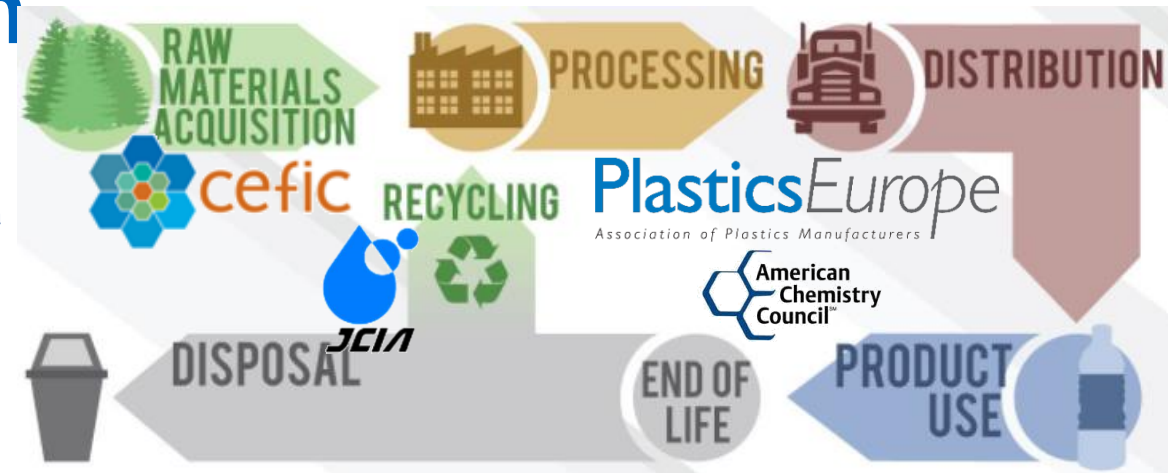 RAW
MATERIALS
ACQUISITION
PROCESSING
DISTRIBUTION
cefic
RECYCLING
PlasticsEurope
Association of Plastics Manufacturers
JCIA
American
Chemistry
Council℠
DISPOSAL
END OF
LIFE
PRODUCT
USE